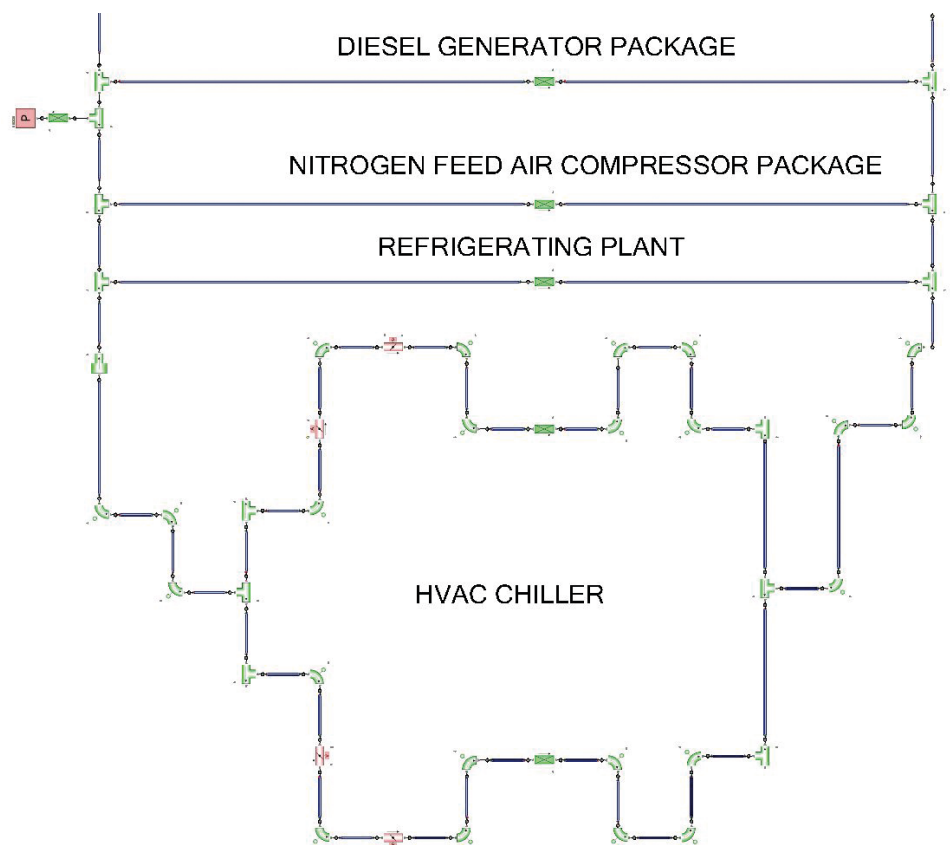 DIESEL GENERATOR PACKAGE
P
NITROGEN FEED AIR COMPRESSOR PACKAGE
REFRIGERATING PLANT
HVAC CHILLER